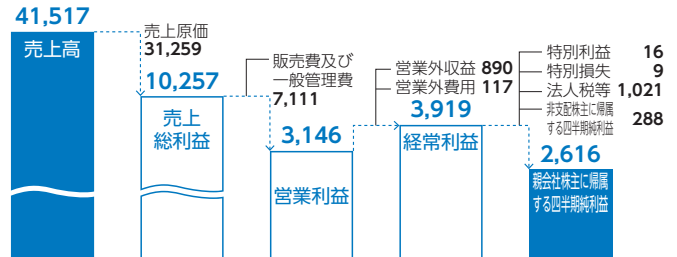 41,517
売上高
売上原価
31,259
10,257
売上
総利益
販売費及び
一般管理費
7,111
3,146
営業利益
営業外収益 890
営業外費用 117
3,919
経常利益
特別利益 16
特別損失 9
法人税等 1,021
非支配株主に帰属
する四半期純利益 288
2,616
親会社株主に帰属
する四半期純利益